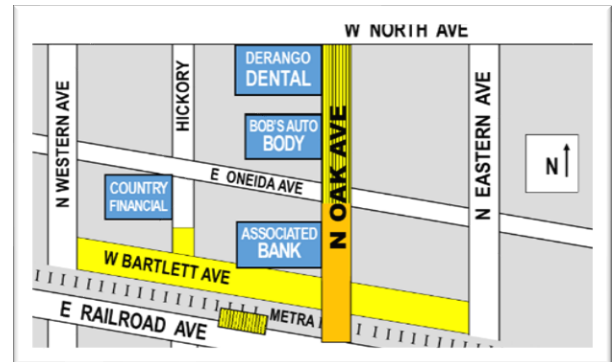 W NORTH AVE
DERANGO
DENTAL
N WESTERN AVE
HICKORY
BOB'S AUTO
BODY
N OAK AVE
N EASTERN AVE
N
E ONEIDA AVE
COUNTRY
FINANCIAL
ASSOCIATED
BANK
W BARTLETT AVE
METRA
E RAILROAD AVE